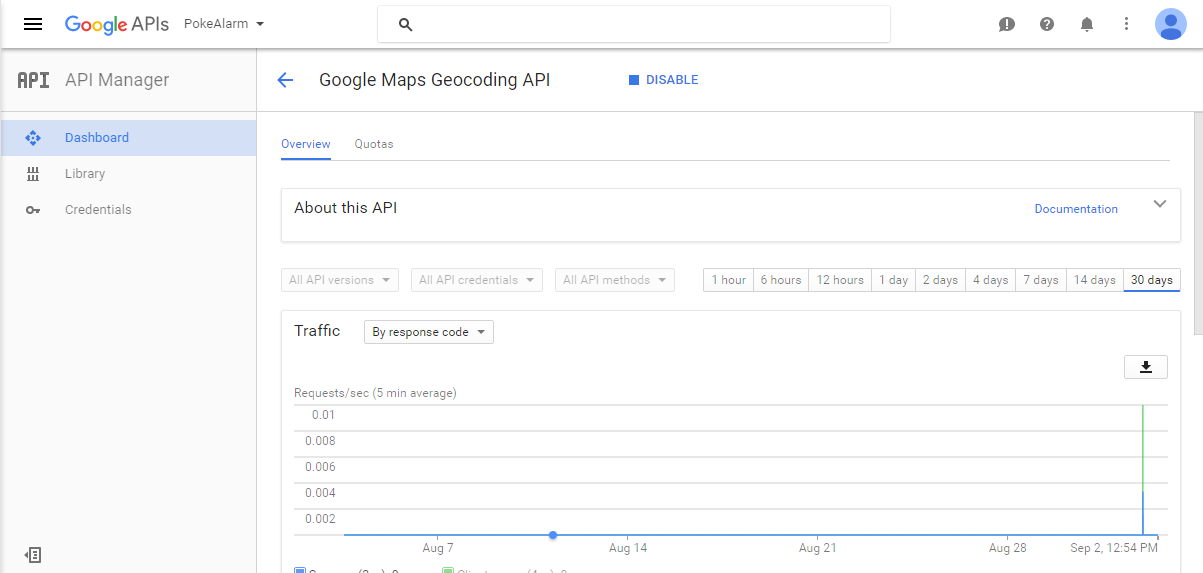 Google APIs PokeAlarm
API API Manager
Google Maps Geocoding API
DISABLE
Dashboard
Library
Credentials
Overview Quotas
About this API
Documentation
All API versions All API credentials All API methods 1 hour 6 hours 12 hours 1 day 2 days 4 days 7 days 14 days 30 days
Traffic By response code
Requests/sec (5 min average)
0.01
0.008
0.006
0.004
0.002
Aug 7 Aug 14 Aug 21 Aug 28 Sep 2, 12:54 PM